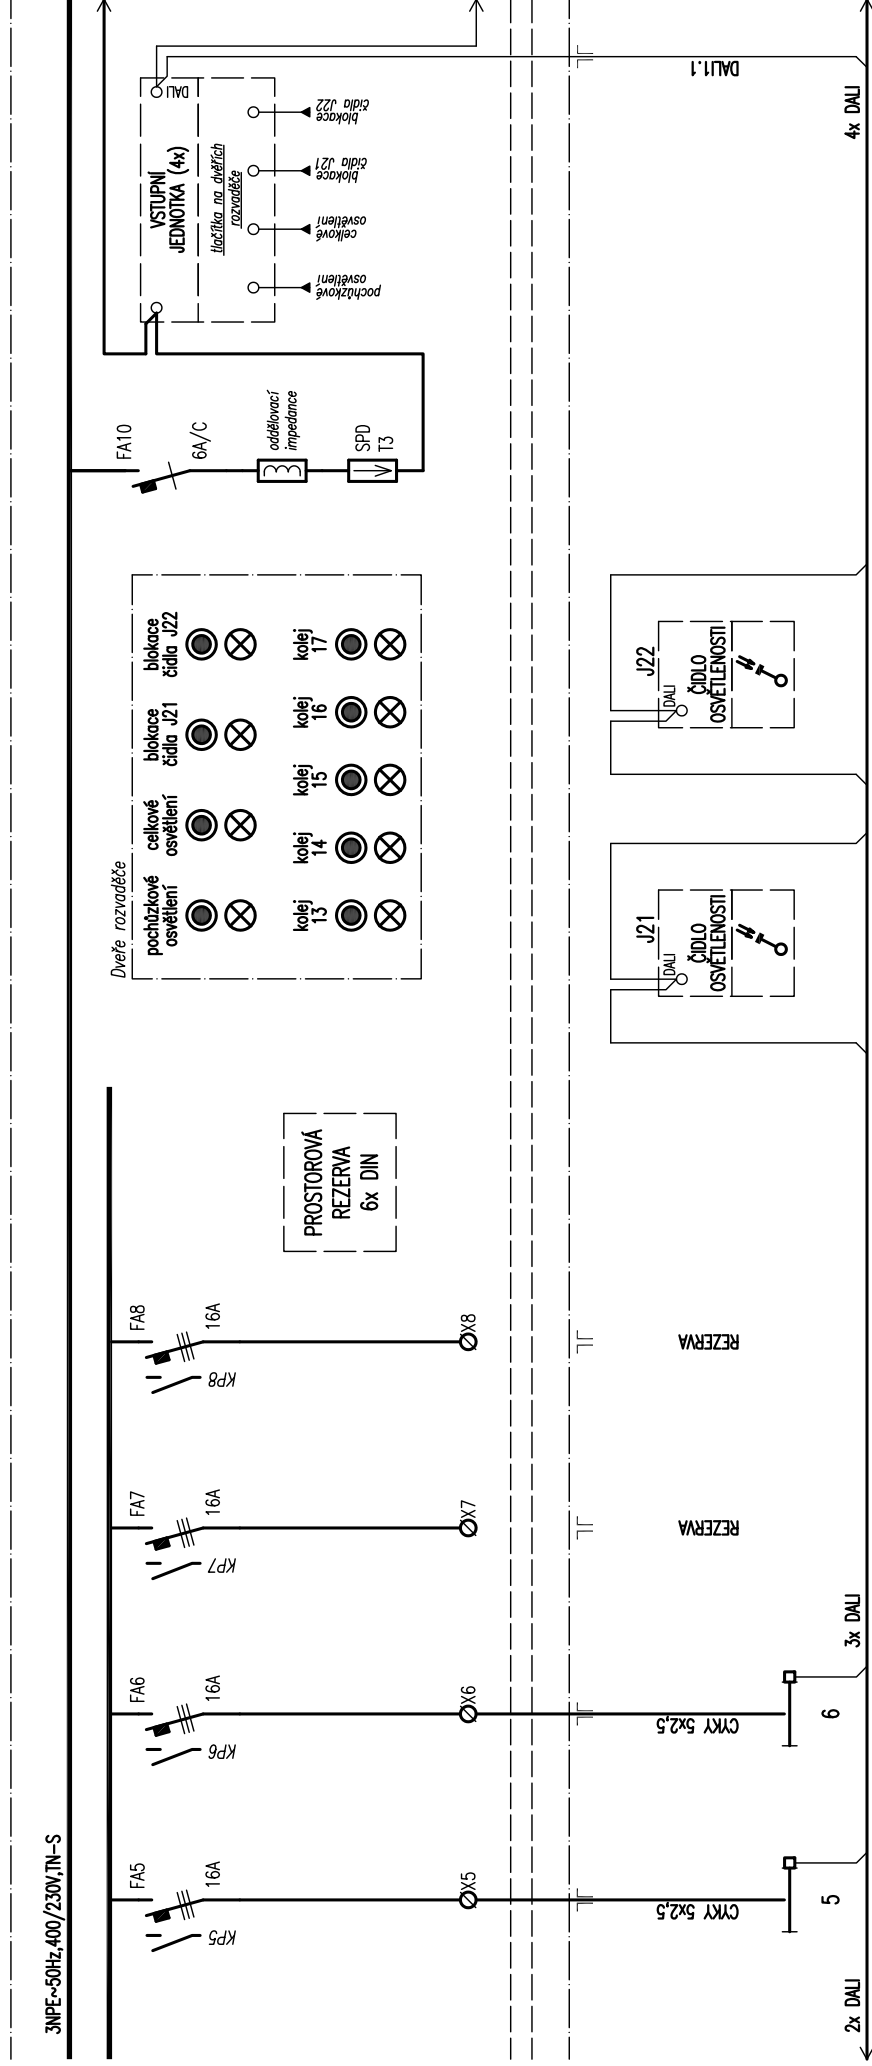 3NPE~50Hz,400/230V,TN-S
FA5
16A
KP5
X5
CYKY 5x2,5
5
2x DALI
FA6
16A
KP6
X6
CYKY 5x2,5
6
3x DALI
FA7
16A
KP7
X7
REZERVA
FA8
16A
KP8
X8
REZERVA
PROSTOROVÁ
REZERVA
6x DIN
Dveře rozvaděče
pochůzkové
osvětlení
celkové
osvětlení
blokace
čidla J21
blokace
čidla J22
kolej
13
kolej
14
kolej
15
kolej
16
kolej
17
J21
DALI
ČIDLO
OSVĚTLENOSTI
J22
DALI
ČIDLO
OSVĚTLENOSTI
FA10
6A/C
oddělovací
impedance
SPD
T3
VSTUPNÍ
JEDNOTKA (4x)
DALI
tlačítka na dveřích
rozvaděče
pochůzkové
osvětlení
celkové
osvětlení
blokace
čidla J21
blokace
čidla J22
DALI1.1
4x DALI